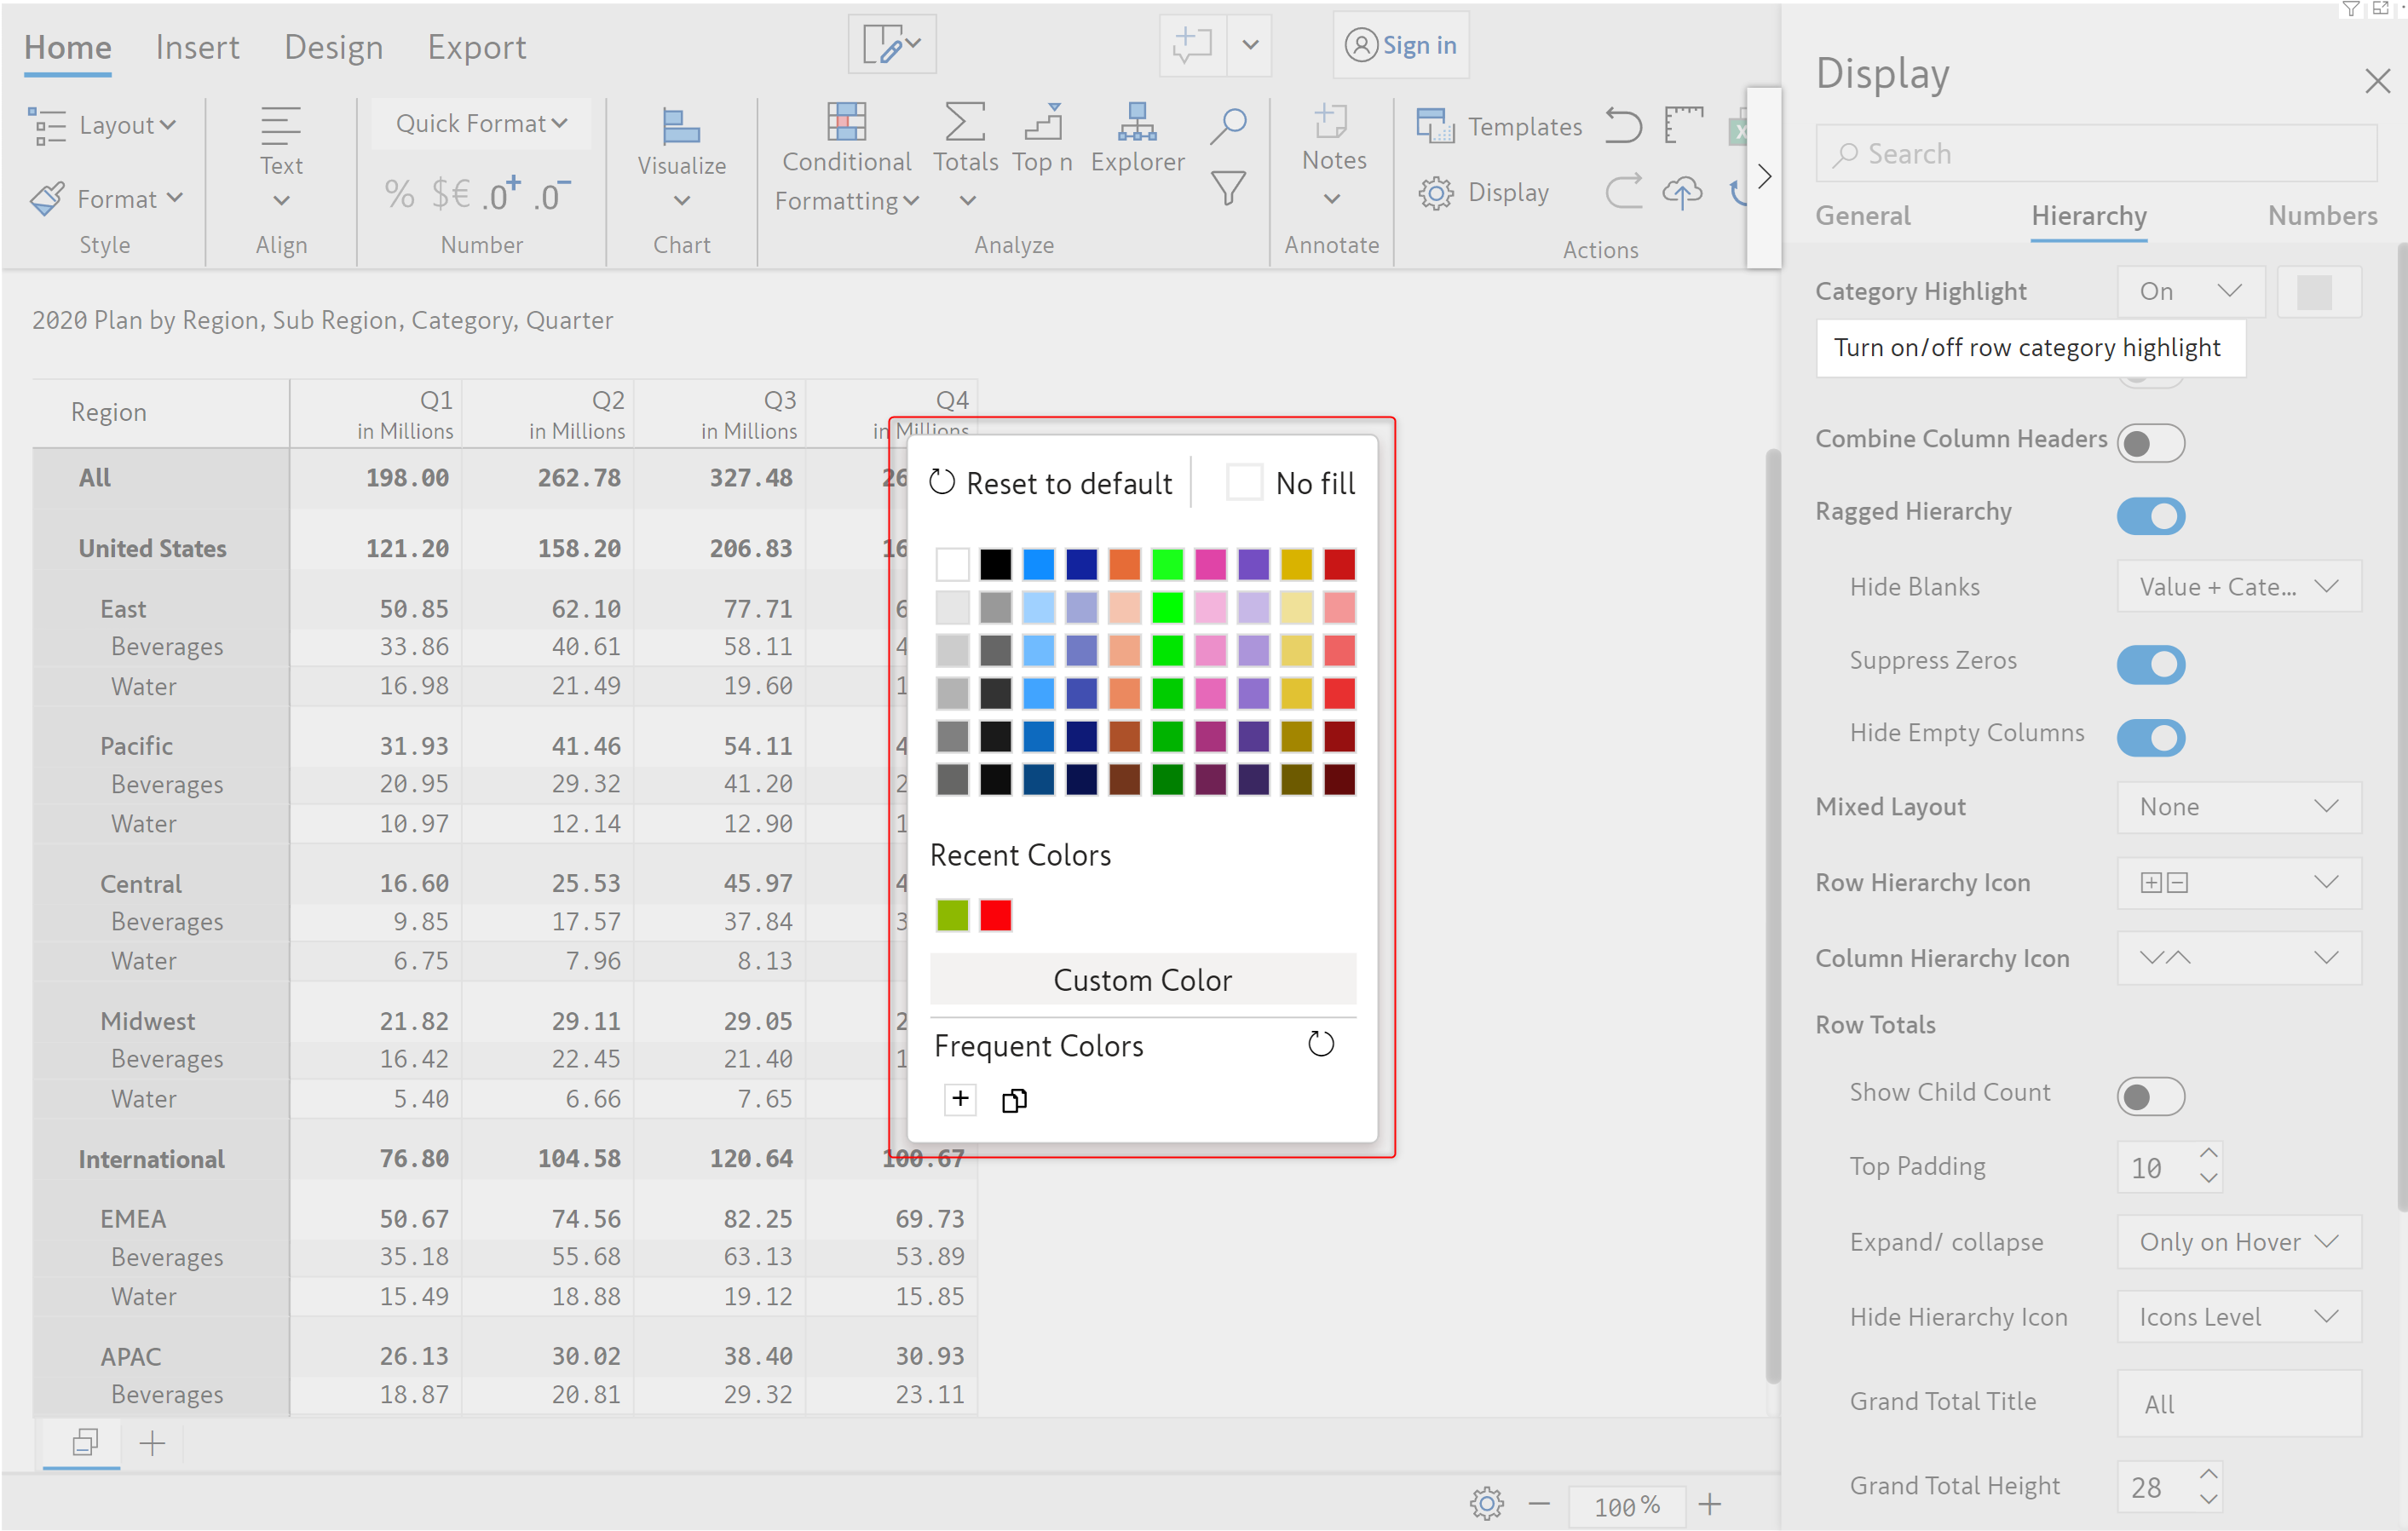 Home Insert Design Export Sign in
Layout
Format
Style
Text
Align
Quick Format
% $€ .0+ .0−
Number
Visualize
Chart
Conditional
Formatting
Totals
Top n
Explorer
Analyze
Notes
Annotate
Templates
Display
Actions
2020 Plan by Region, Sub Region, Category, Quarter
Region Q1 Q2 Q3 Q4
in Millions in Millions in Millions in Millions
All 198.00 262.78 327.48 26
United States 121.20 158.20 206.83 16
East 50.85 62.10 77.71 6
Beverages 33.86 40.61 58.11 4
Water 16.98 21.49 19.60 1
Pacific 31.93 41.46 54.11 4
Beverages 20.95 29.32 41.20 2
Water 10.97 12.14 12.90 1
Central 16.60 25.53 45.97 4
Beverages 9.85 17.57 37.84 3
Water 6.75 7.96 8.13
Midwest 21.82 29.11 29.05 2
Beverages 16.42 22.45 21.40 1
Water 5.40 6.66 7.65
International 76.80 104.58 120.64 100.67
EMEA 50.67 74.56 82.25 69.73
Beverages 35.18 55.68 63.13 53.89
Water 15.49 18.88 19.12 15.85
APAC 26.13 30.02 38.40 30.93
Beverages 18.87 20.81 29.32 23.11
Reset to default No fill
Recent Colors
Custom Color
Frequent Colors
100 %
Display
Search
General Hierarchy Numbers
Category Highlight On
Turn on/off row category highlight
Combine Column Headers
Ragged Hierarchy
Hide Blanks Value + Cate...
Suppress Zeros
Hide Empty Columns
Mixed Layout None
Row Hierarchy Icon
Column Hierarchy Icon
Row Totals
Show Child Count
Top Padding 10
Expand/ collapse Only on Hover
Hide Hierarchy Icon Icons Level
Grand Total Title All
Grand Total Height 28